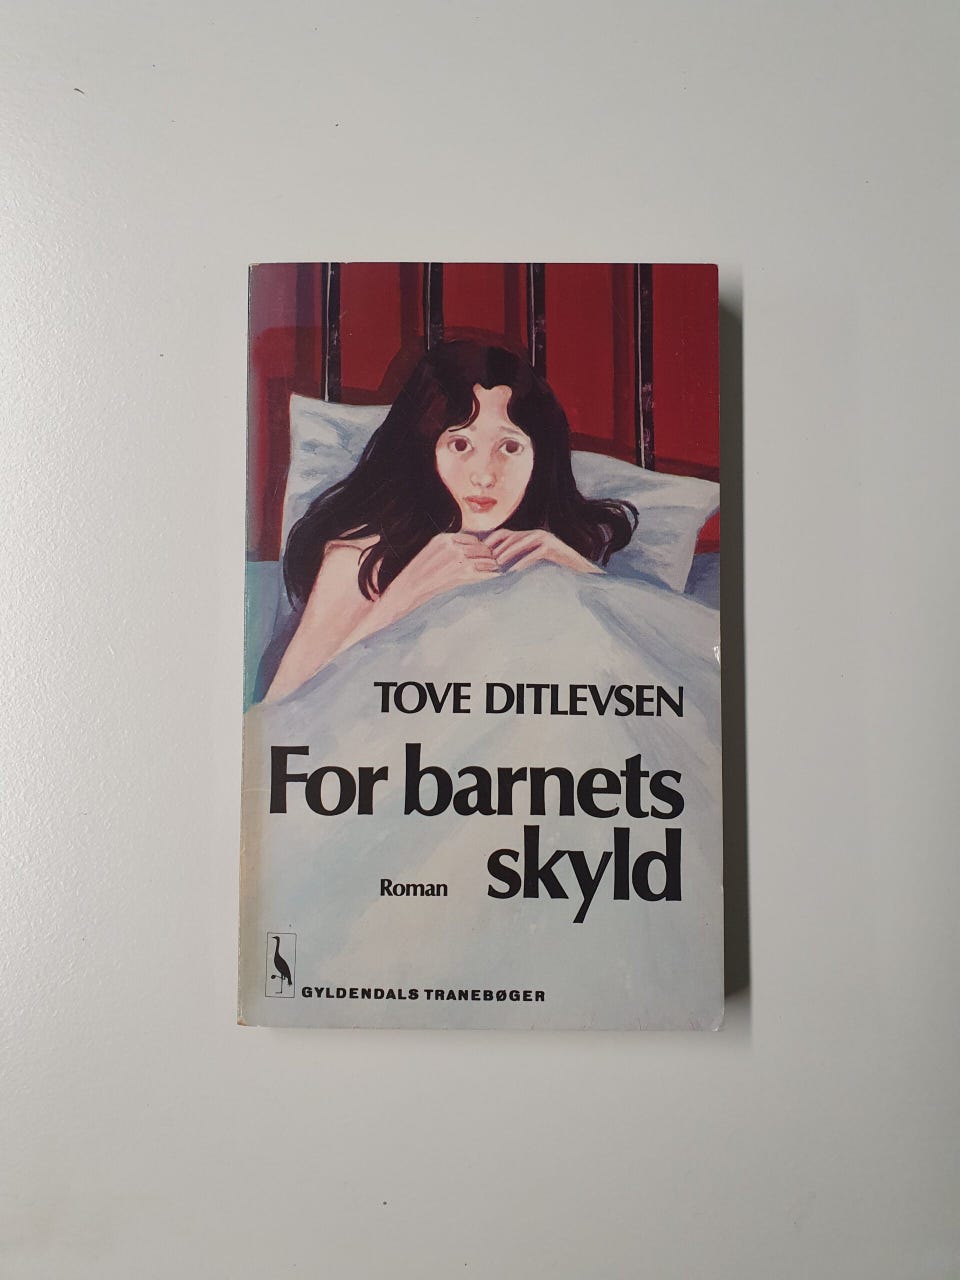 TOVE DITLEVSEN
For barnets
skyld
Roman
GYLDENDALS TRANEBØGER